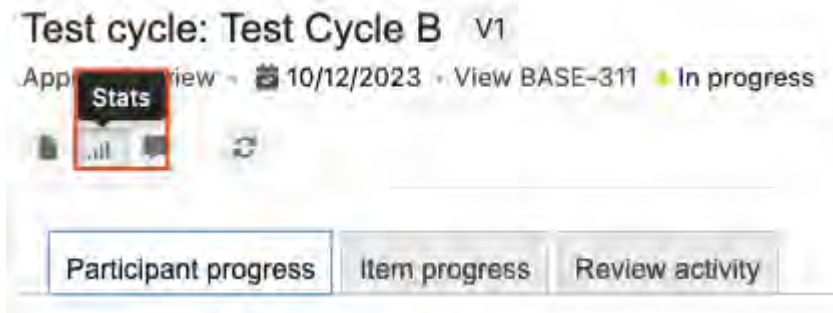 Test cycle: Test Cycle B V1
10/12/2023 - View BASE-311 In progress
Stats
Participant progress Item progress Review activity